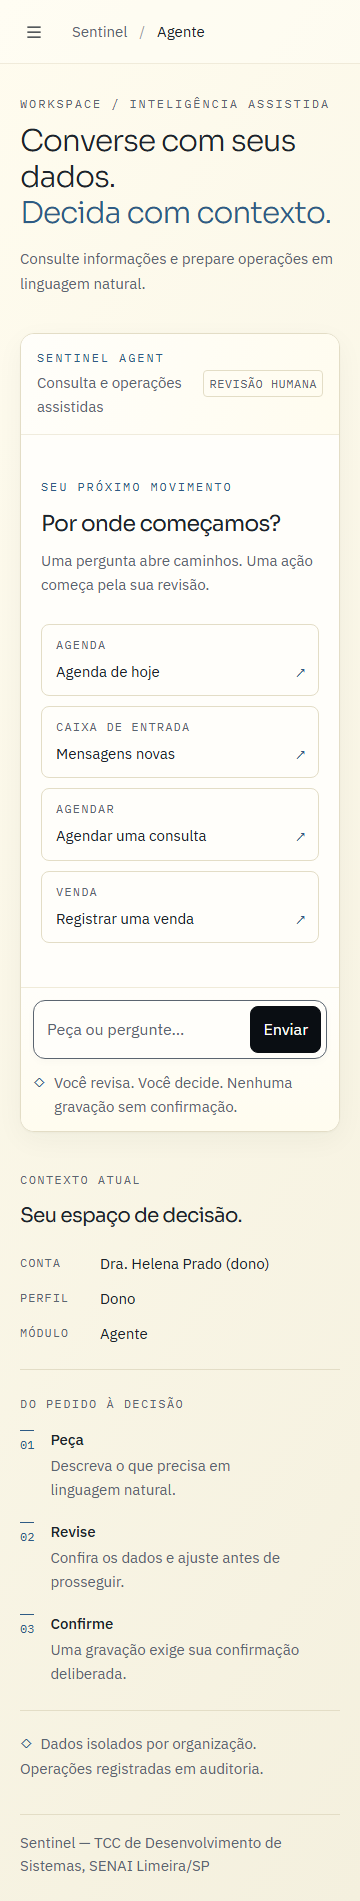 Sentinel / Agente
WORKSPACE / INTELIGÊNCIA ASSISTIDA
Converse com seus
dados.
Decida com contexto.
Consulte informações e prepare operações em
linguagem natural.
SENTINEL AGENT
Consulta e operações
assistidas
REVISÃO HUMANA
SEU PRÓXIMO MOVIMENTO
Por onde começamos?
Uma pergunta abre caminhos. Uma ação
começa pela sua revisão.
AGENDA
Agenda de hoje ↗
CAIXA DE ENTRADA
Mensagens novas ↗
AGENDAR
Agendar uma consulta ↗
VENDA
Registrar uma venda ↗
Peça ou pergunte... Enviar
◇ Você revisa. Você decide. Nenhuma
gravação sem confirmação.
CONTEXTO ATUAL
Seu espaço de decisão.
CONTA Dra. Helena Prado (dono)
PERFIL Dono
MÓDULO Agente
DO PEDIDO À DECISÃO
01 Peça
Descreva o que precisa em
linguagem natural.
02 Revise
Confira os dados e ajuste antes de
prosseguir.
03 Confirme
Uma gravação exige sua confirmação
deliberada.
◇ Dados isolados por organização.
Operações registradas em auditoria.
Sentinel — TCC de Desenvolvimento de
Sistemas, SENAI Limeira/SP